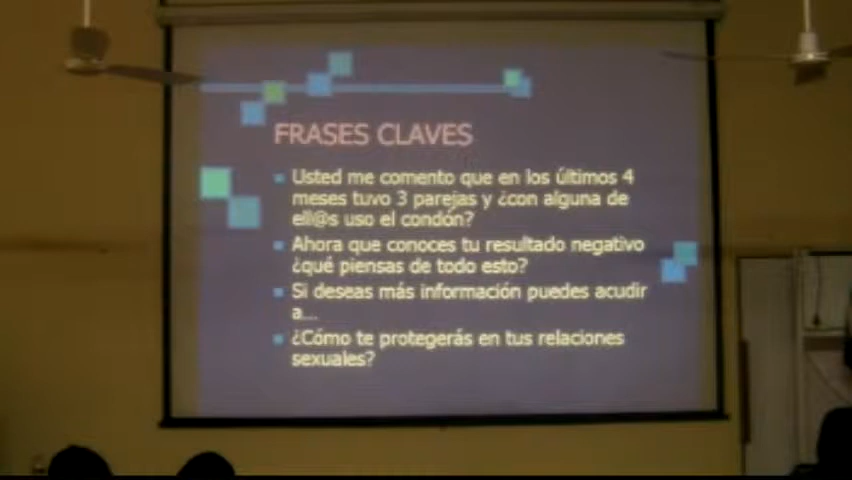 FRASES CLAVES
Usted me comento que en los últimos 4
meses tuvo 3 parejas y ¿con alguna de
ell@s uso el condón?
Ahora que conoces tu resultado negativo
¿qué piensas de todo esto?
Si deseas más información puedes acudir
a...
¿Cómo te protegerás en tus relaciones
sexuales?